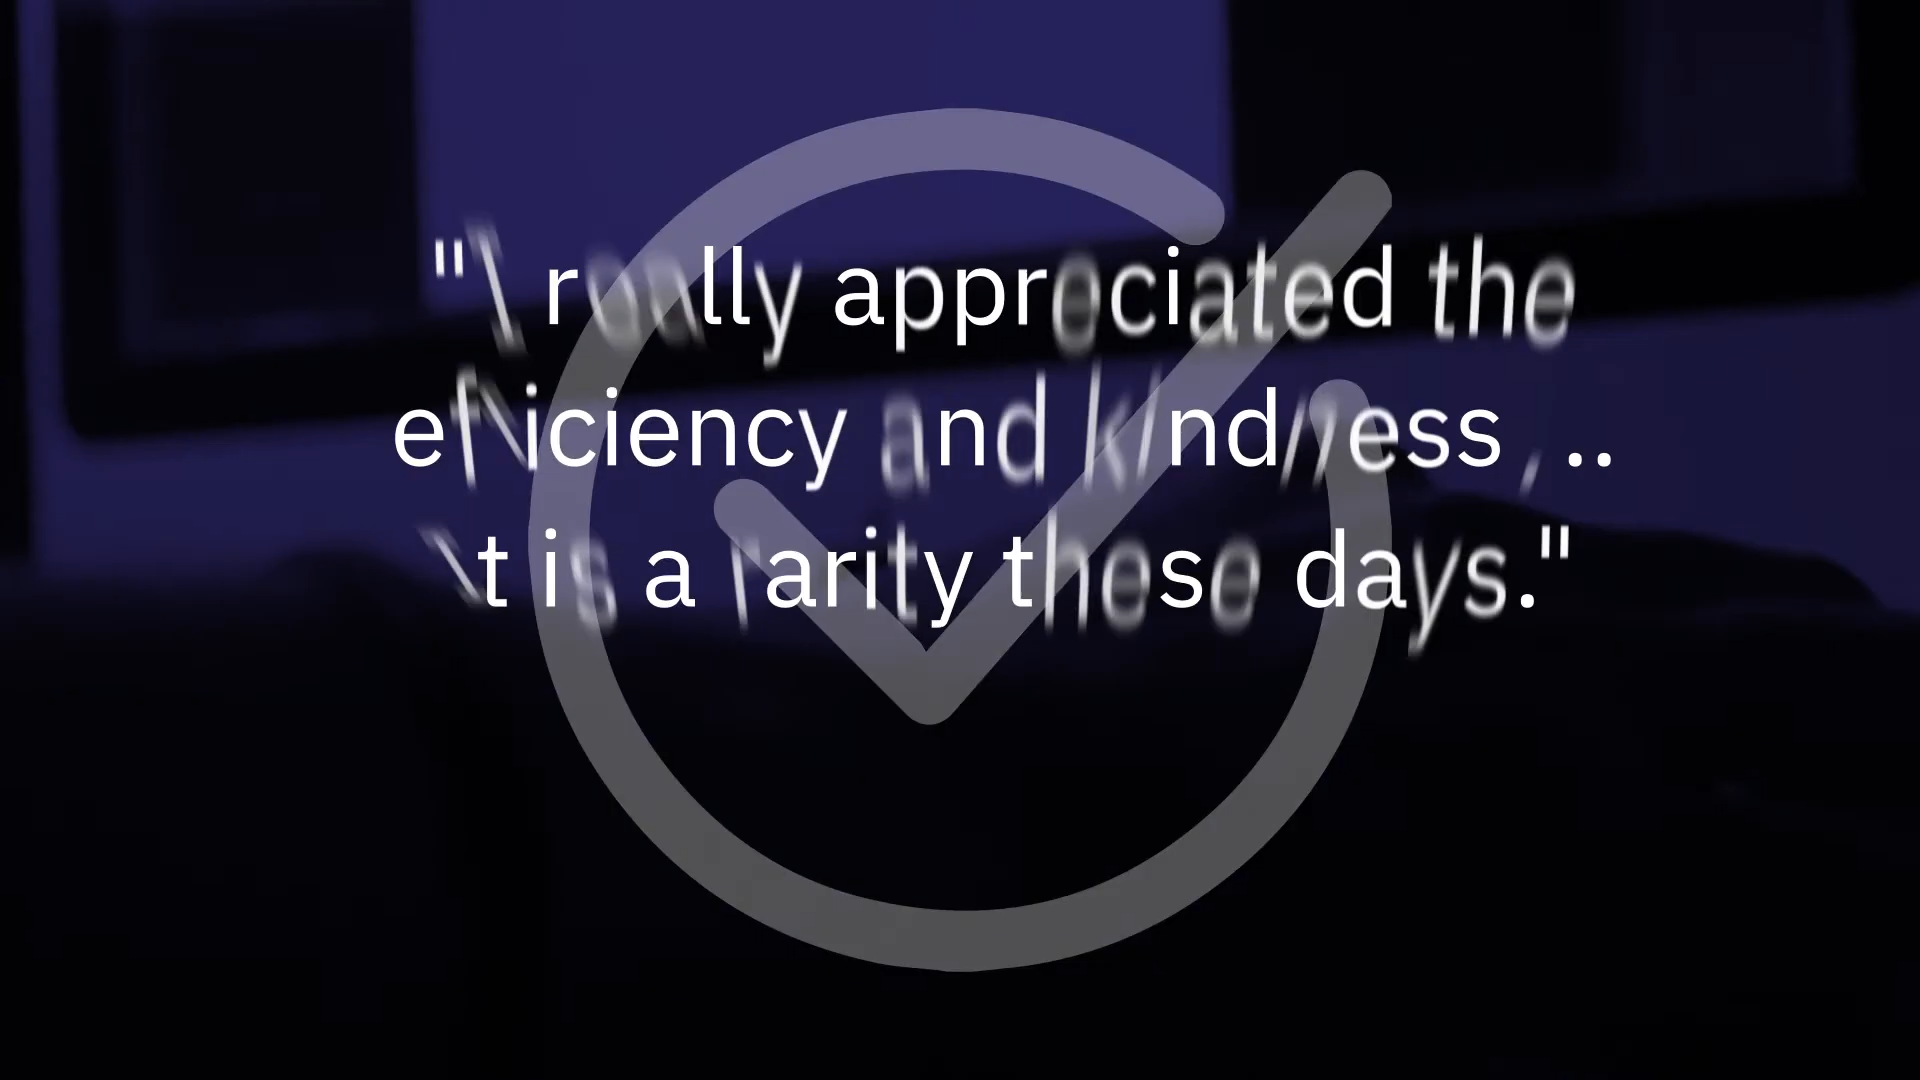 "I really appreciated the
efficiency and kindness...
it is a rarity these days."